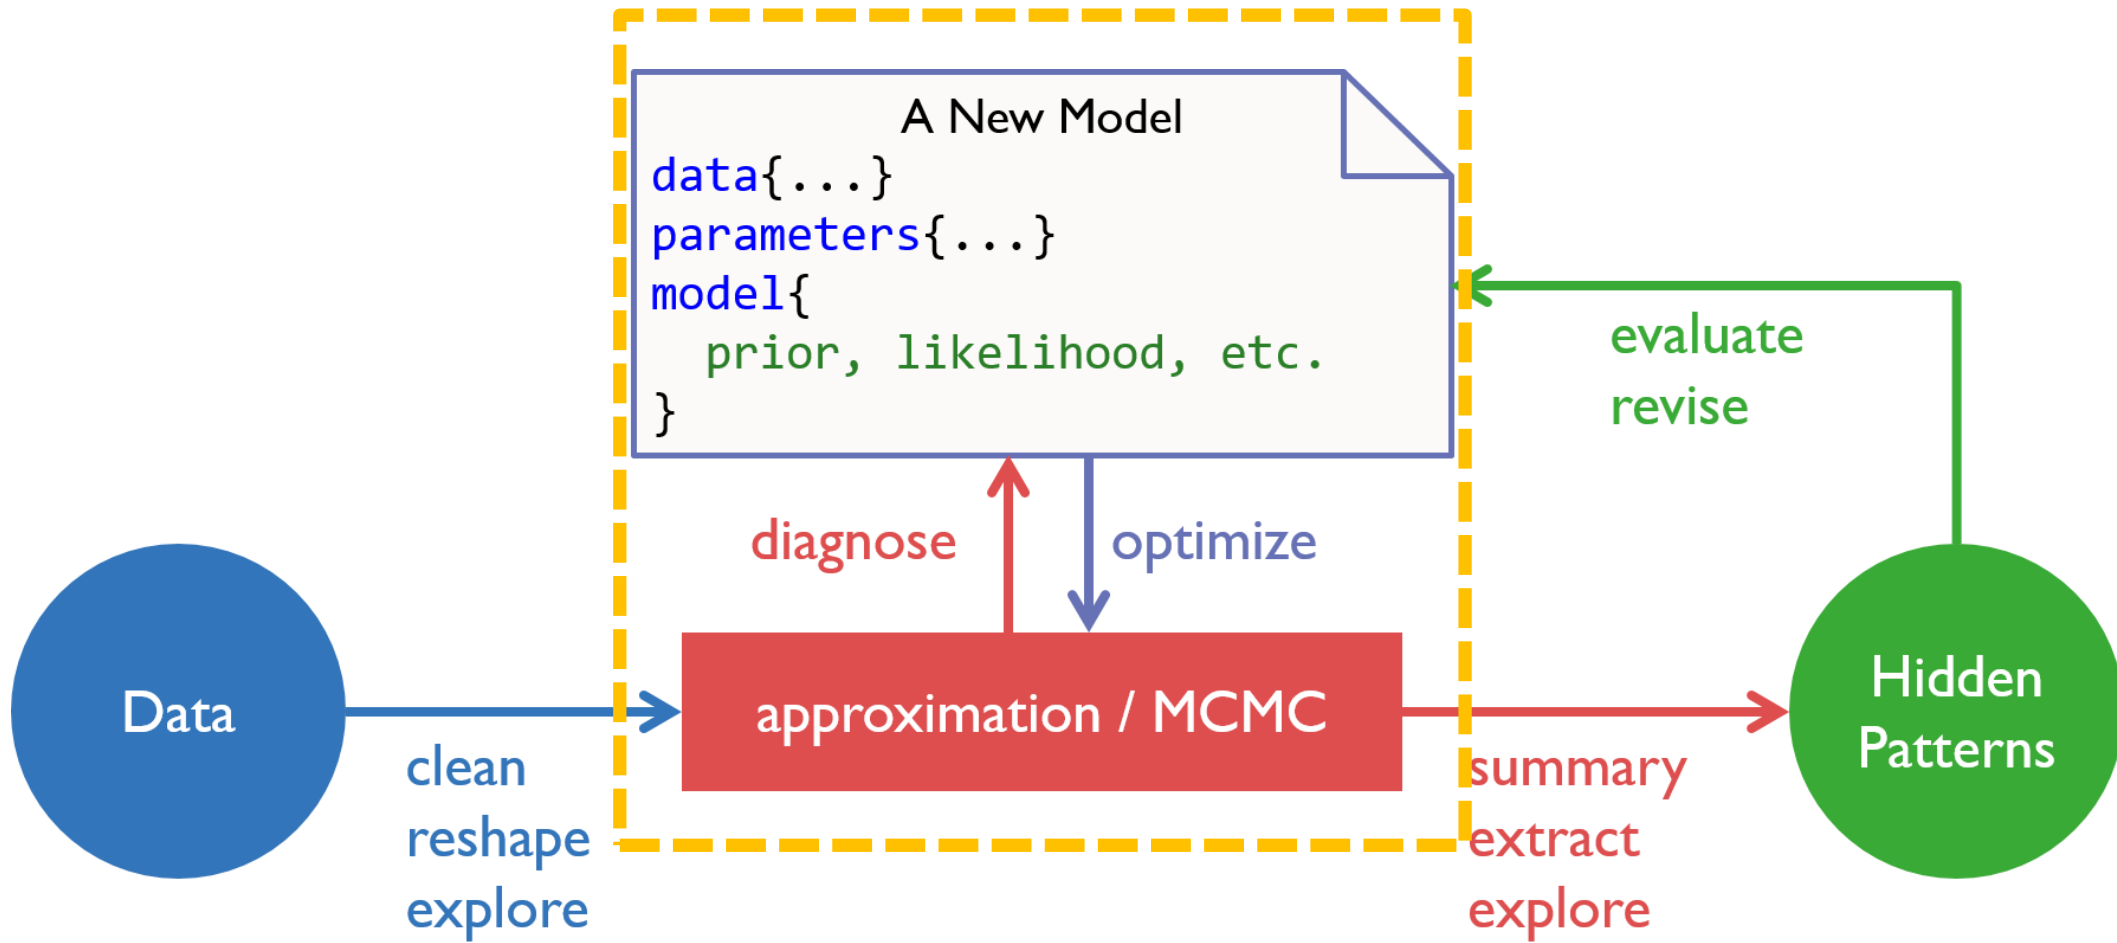 A New Model
data{...}
parameters{...}
model{
  prior, likelihood, etc.
}
evaluate
revise
diagnose
optimize
Data
approximation / MCMC
Hidden
Patterns
clean
reshape
explore
summary
extract
explore